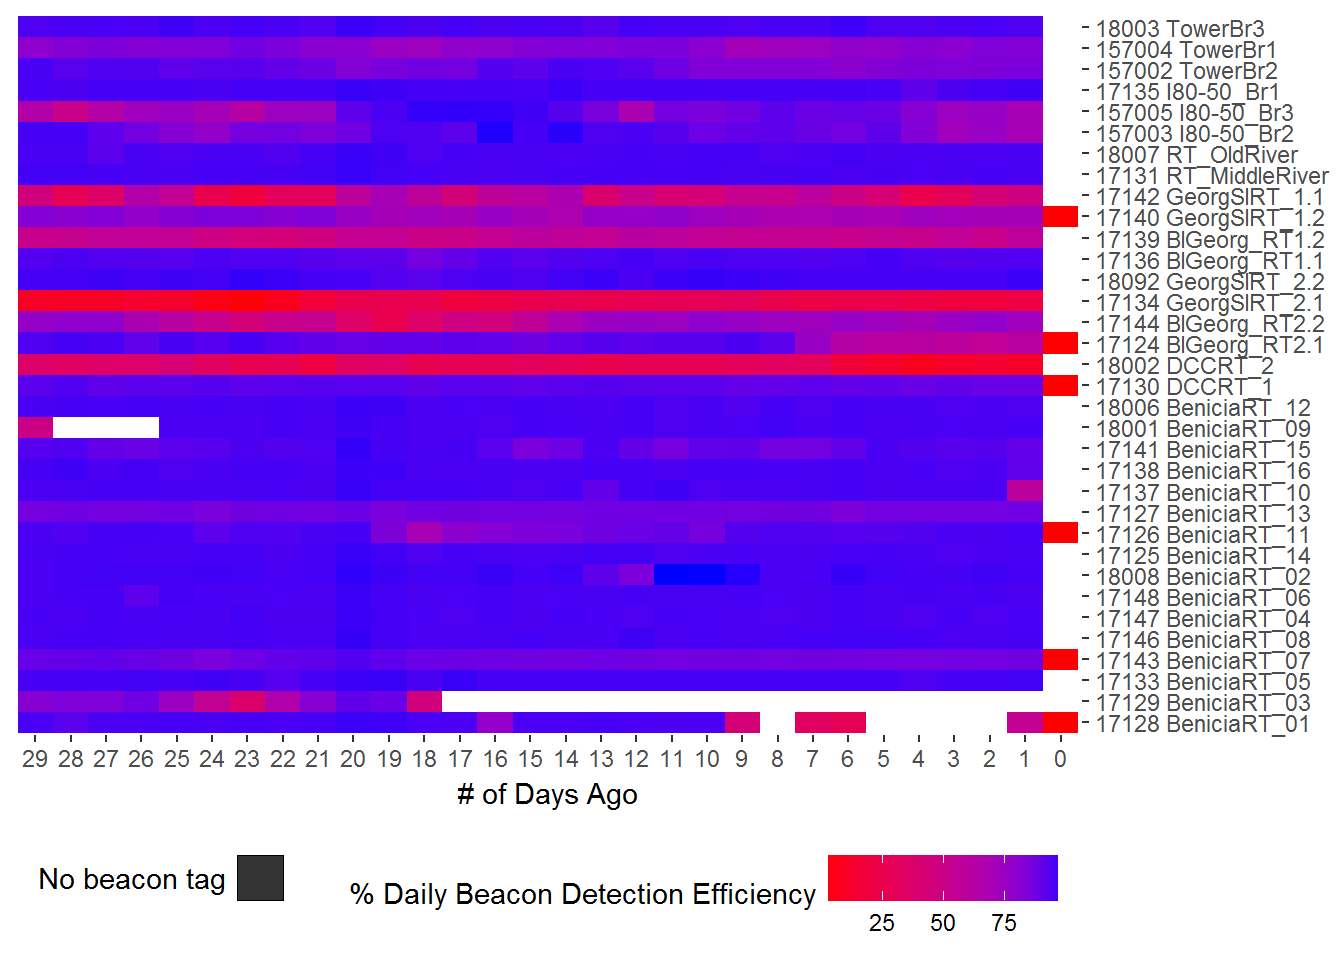 18003 TowerBr3
157004 TowerBr1
157002 TowerBr2
17135 I80-50_Br1
157005 I80-50_Br3
157003 I80-50_Br2
18007 RT_OldRiver
17131 RT_MiddleRiver
17142 GeorgSlRT_1.1
17140 GeorgSlRT_1.2
17139 BlGeorg_RT1.2
17136 BlGeorg_RT1.1
18092 GeorgSlRT_2.2
17134 GeorgSlRT_2.1
17144 BlGeorg_RT2.2
17124 BlGeorg_RT2.1
18002 DCCRT_2
17130 DCCRT_1
18006 BeniciaRT_12
18001 BeniciaRT_09
17141 BeniciaRT_15
17138 BeniciaRT_16
17137 BeniciaRT_10
17127 BeniciaRT_13
17126 BeniciaRT_11
17125 BeniciaRT_14
18008 BeniciaRT_02
17148 BeniciaRT_06
17147 BeniciaRT_04
17146 BeniciaRT_08
17143 BeniciaRT_07
17133 BeniciaRT_05
17129 BeniciaRT_03
17128 BeniciaRT_01
29 28 27 26 25 24 23 22 21 20 19 18 17 16 15 14 13 12 11 10 9 8 7 6 5 4 3 2 1 0
# of Days Ago
No beacon tag
% Daily Beacon Detection Efficiency
25 50 75